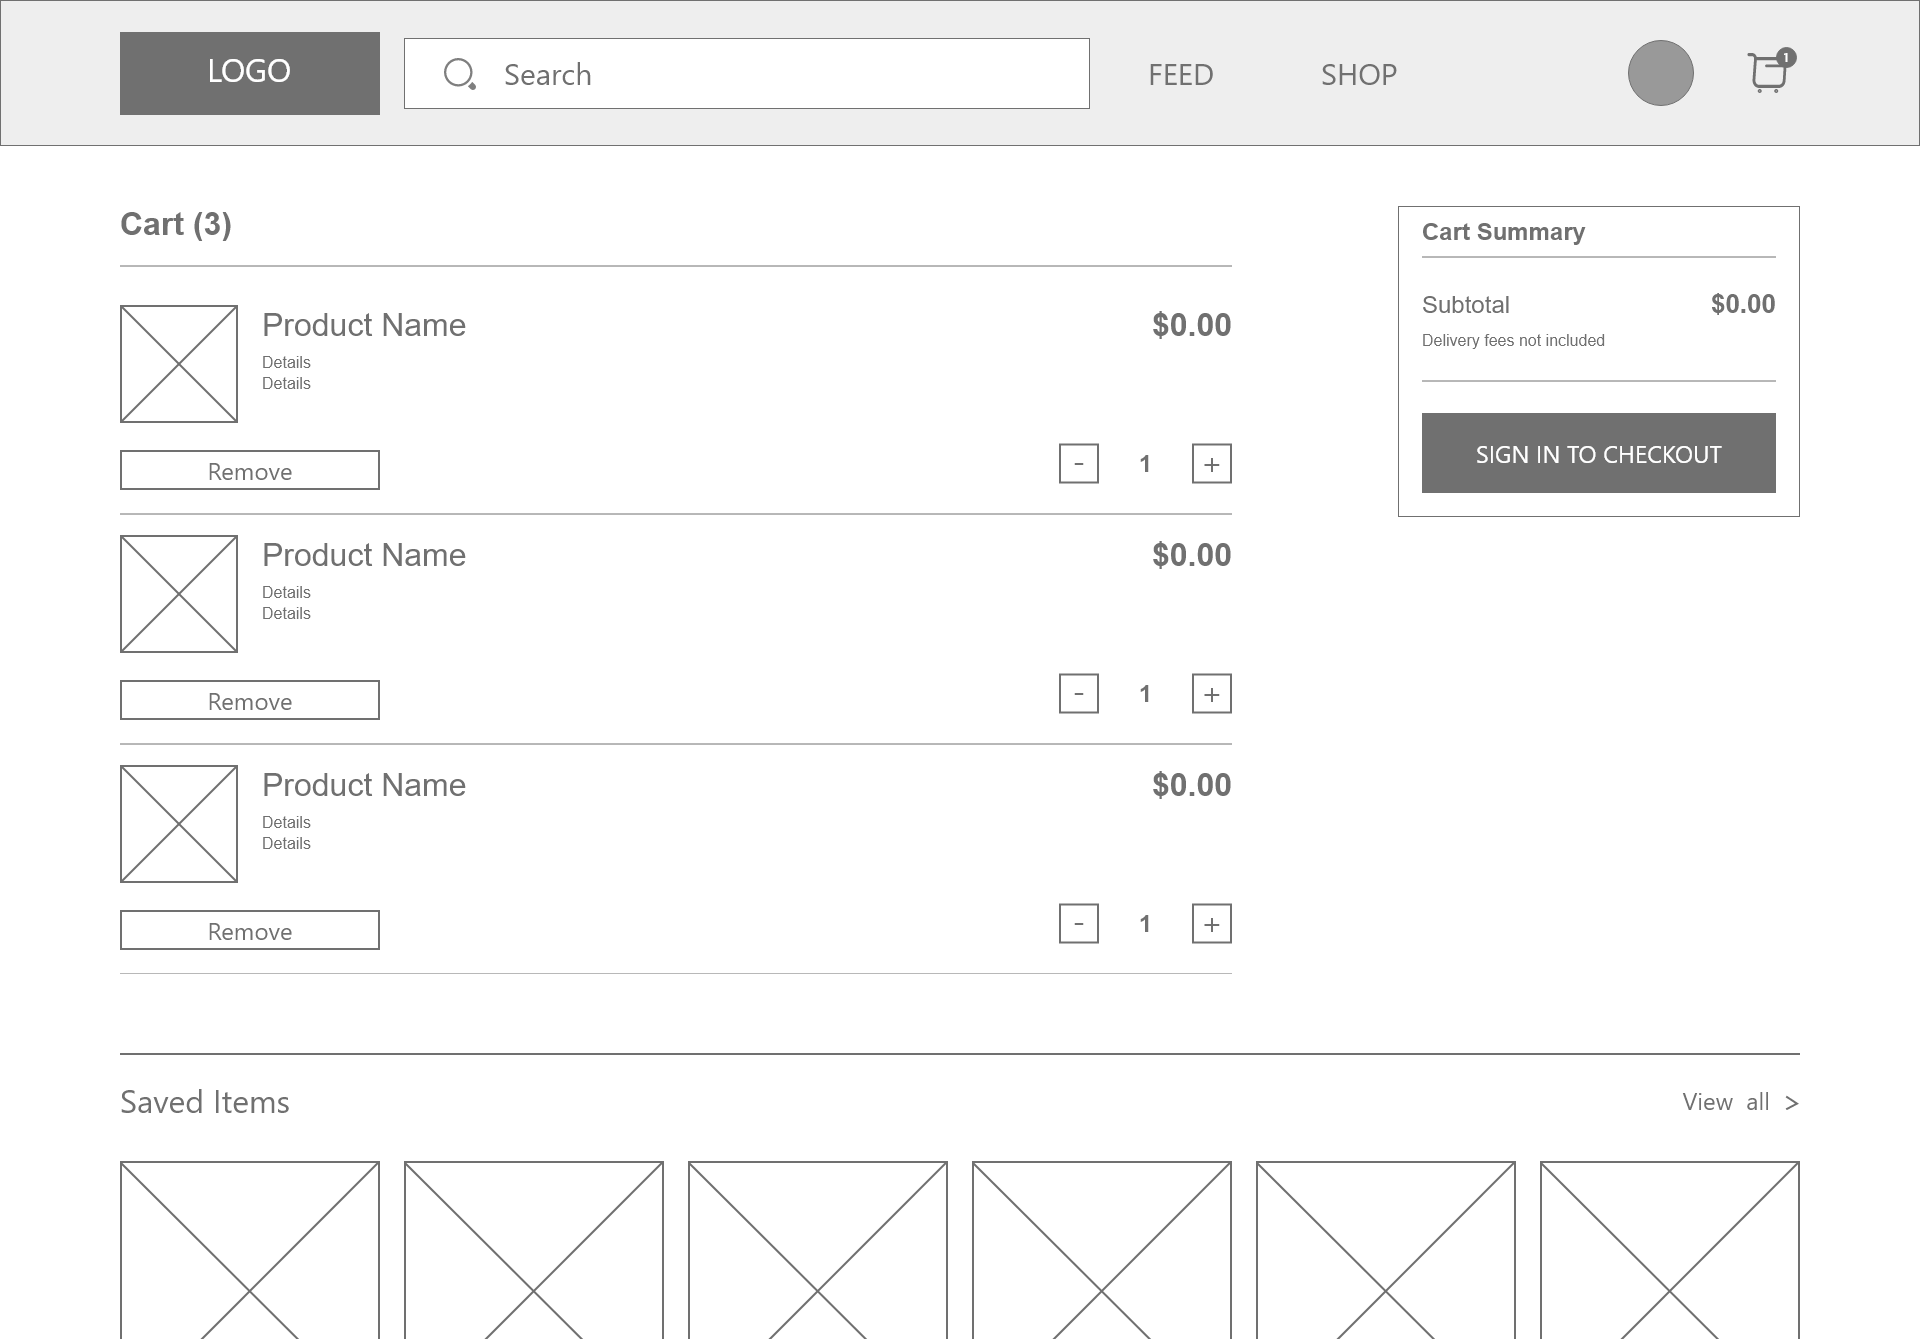 LOGO
Search
FEED
SHOP
1
Cart (3)
Product Name
$0.00
Details
Details
Remove
- 1 +
Product Name
$0.00
Details
Details
Remove
- 1 +
Product Name
$0.00
Details
Details
Remove
- 1 +
Cart Summary
Subtotal $0.00
Delivery fees not included
SIGN IN TO CHECKOUT
Saved Items
View all >